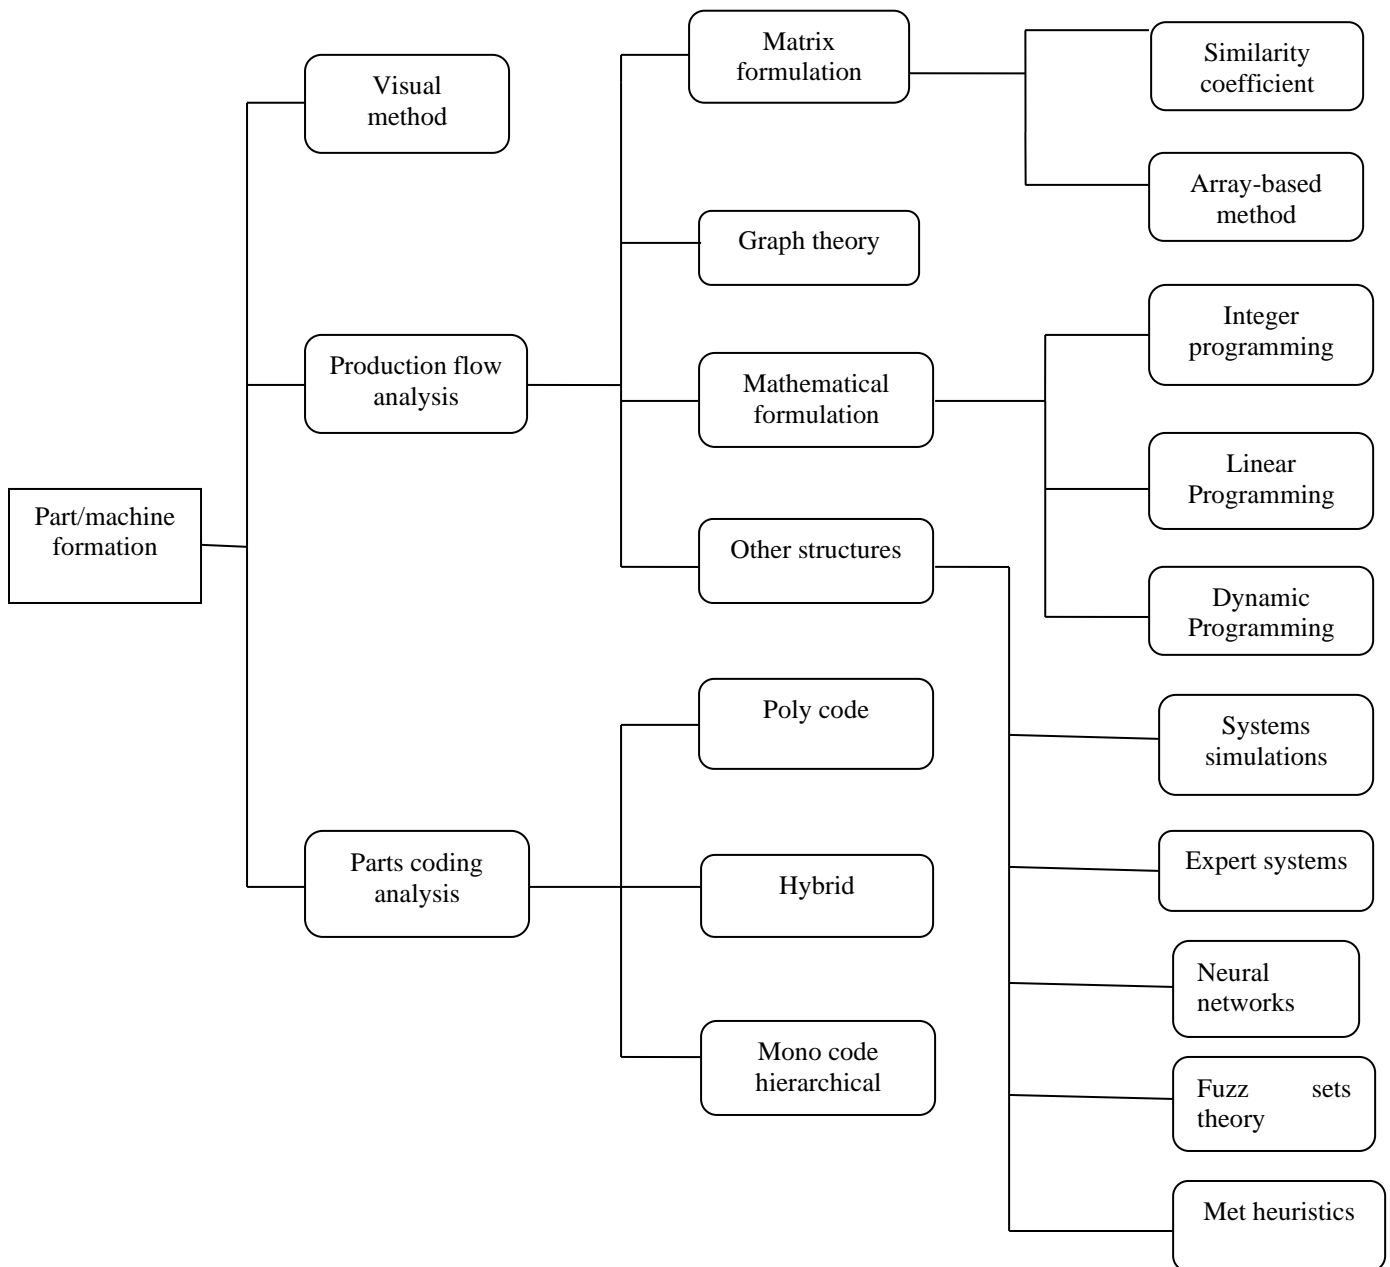 Part/machine
formation
Visual
method
Production flow
analysis
Parts coding
analysis
Matrix
formulation
Graph theory
Mathematical
formulation
Other structures
Poly code
Hybrid
Mono code
hierarchical
Similarity
coefficient
Array-based
method
Integer
programming
Linear
Programming
Dynamic
Programming
Systems
simulations
Expert systems
Neural
networks
Fuzz sets
theory
Met heuristics